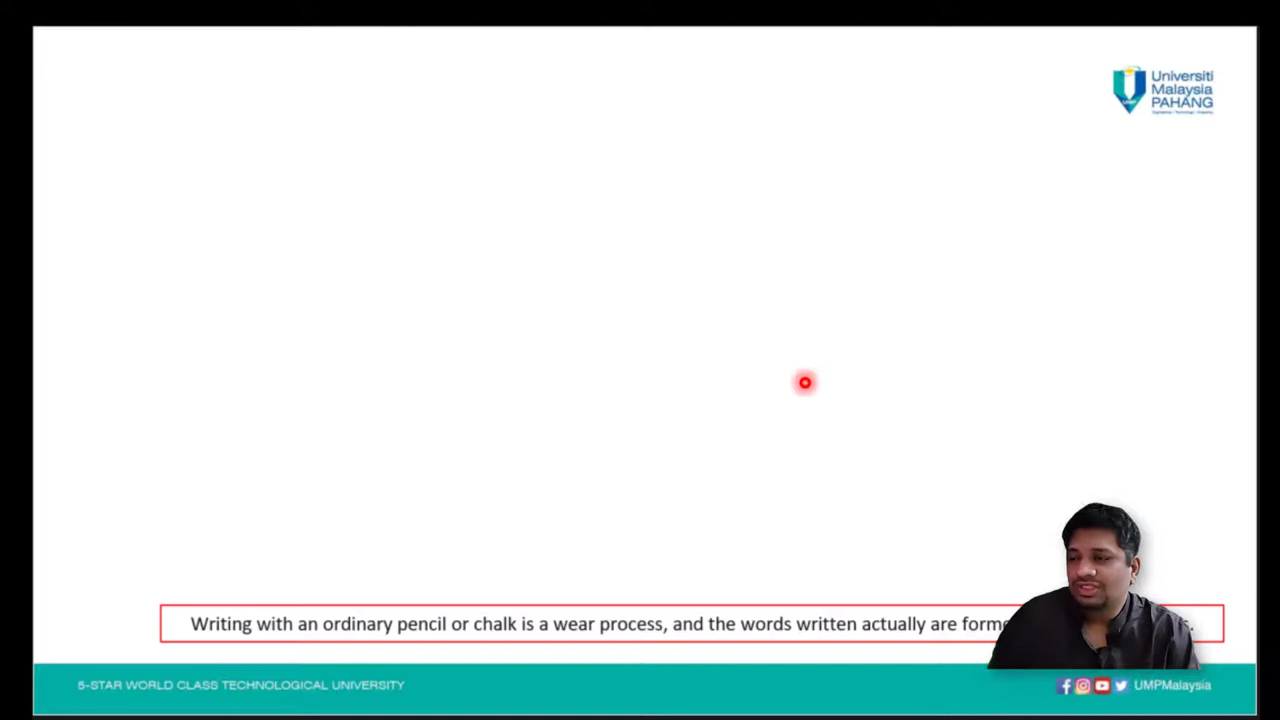 Universiti
Malaysia
PAHANG
Writing with an ordinary pencil or chalk is a wear process, and the words written actually are
5-STAR WORLD CLASS TECHNOLOGICAL UNIVERSITY
UMPMalaysia